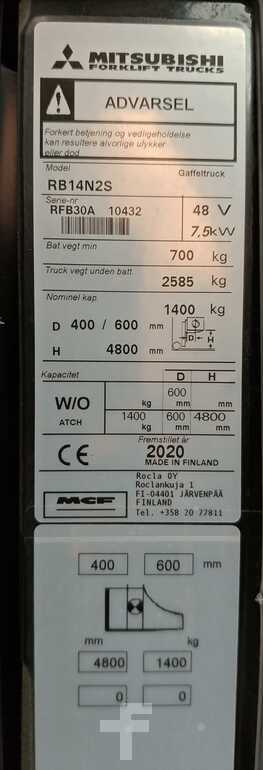 MITSUBISHI
FORKLIFT TRUCKS
ADVARSEL
Forkert betjening og vedligeholdelse
kan resultere alvorlige ulykker
eller død
Model Gaffeltruck
RB14N2S
Serie-nr
RFB30A 10432 48 V
7,5kW
Bat vegt min
700 kg
Truck vegt unden batt
2585 kg
Nominel kap
1400 kg
D 400 / 600 mm
H 4800 mm
D
H
Kapacitet D H
600
W/O kg mm mm
ATCH 1400 600 4800
kg mm mm
Fremstillet år
CE 2020
MADE IN FINLAND
MCF
Rocla OY
Roclankuja 1
FI-04401 JÄRVENPÄÄ
FINLAND
Tel. +358 20 77811
400 600 mm
mm kg
4800 1400
0 0
f